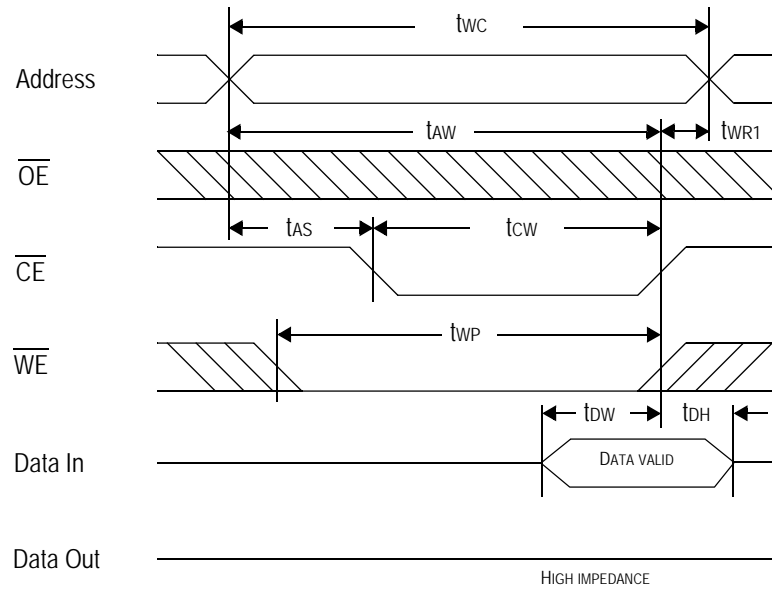 tWC
Address
tAW
tWR1
OE
tAS
tCW
CE
tWP
WE
tDW
tDH
Data In
DATA VALID
Data Out
HIGH IMPEDANCE